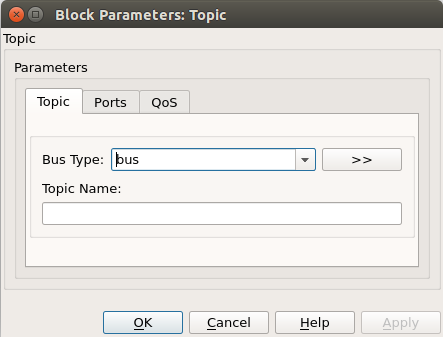 Block Parameters: Topic
Topic
Parameters
Topic Ports QoS
Bus Type: bus >>
Topic Name:
OK Cancel Help Apply